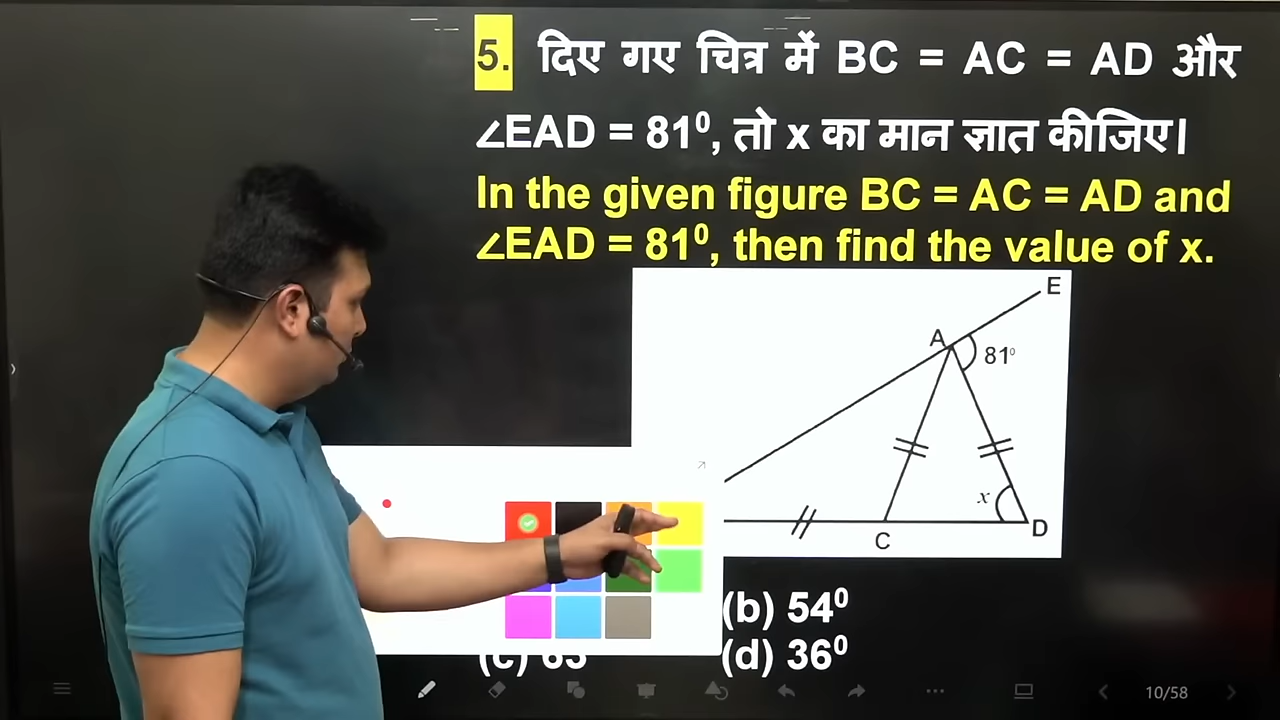 5. दिए गए चित्र में BC = AC = AD और
∠EAD = 81⁰, तो x का मान ज्ञात कीजिए।
In the given figure BC = AC = AD and
∠EAD = 81⁰, then find the value of x.
E
A
81⁰
x
C
D
(b) 54⁰
(d) 36⁰
10/58